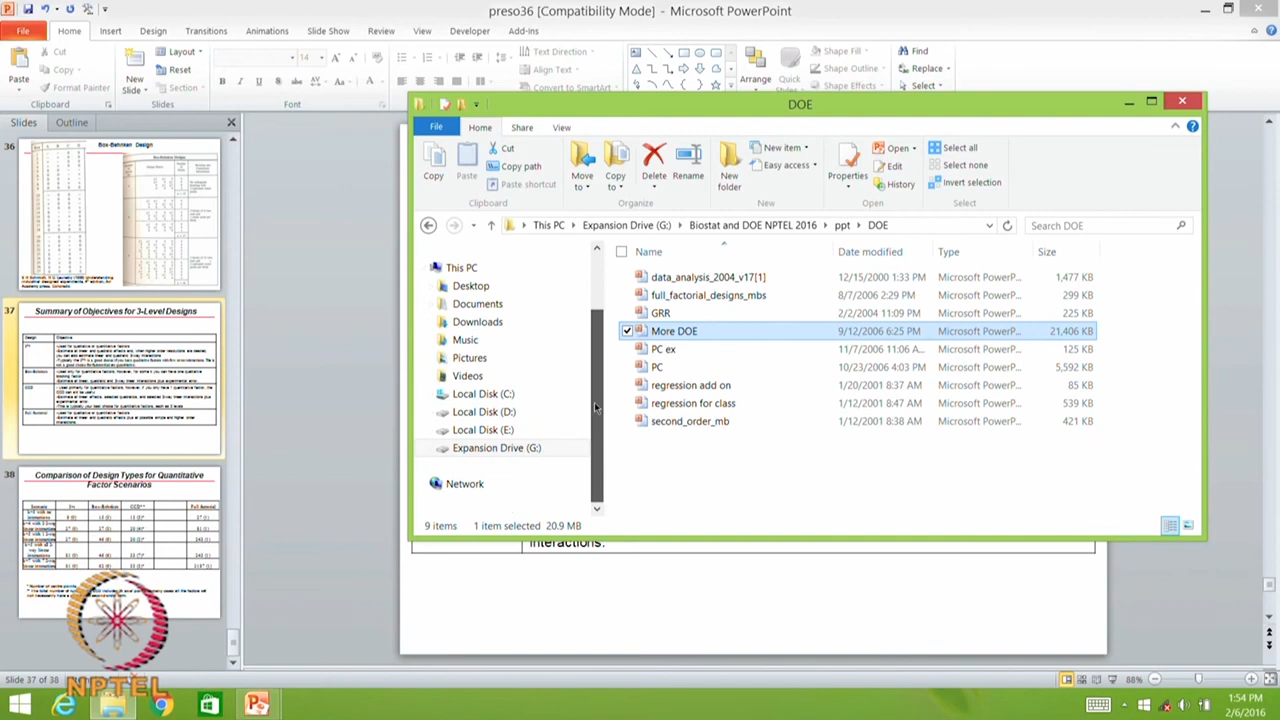 preso36 [Compatibility Mode] - Microsoft PowerPoint
File Home Insert Design Transitions Animations Slide Show Review View Developer Add-Ins
Paste
Cut
Copy
Format Painter
Clipboard
New Slide
Layout
Reset
Section
Slides
14
Font
Text Direction
Align Text
Convert to SmartArt
Arrange
Quick
Shape Fill
Shape Outline
Shape Effects
Find
Replace
Select
Slides Outline
36
Box-Behnken Design
37
Summary of Objectives for 3-Level Designs
38
Comparison of Design Types for Quantitative
Factor Scenarios
DOE
File Home Share View
Copy
Paste
Cut
Copy path
Paste shortcut
Clipboard
Move to
Copy to
Delete
Rename
Organize
New folder
New item
Easy access
New
Properties
Open
Edit
History
Open
Select all
Select none
Invert selection
Select
This PC Expansion Drive (G:) Biostat and DOE NPTEL 2016 ppt DOE
Search DOE
This PC
Desktop
Documents
Downloads
Music
Pictures
Videos
Local Disk (C:)
Local Disk (D:)
Local Disk (E:)
Expansion Drive (G:)
Network
Name Date modified Type Size
data_analysis_2004_v17[1] 12/15/2000 1:33 PM Microsoft PowerP... 1,477 KB
full_factorial_designs_mbs 8/7/2006 2:29 PM Microsoft PowerP... 299 KB
GRR 2/2/2004 11:09 PM Microsoft PowerP... 225 KB
More DOE 9/12/2006 6:25 PM Microsoft PowerP... 21,406 KB
PC ex 11/7/2006 11:06 A... Microsoft PowerP... 125 KB
PC 10/23/2006 4:03 PM Microsoft PowerP... 5,592 KB
regression add on 1/20/2001 8:37 AM Microsoft PowerP... 85 KB
regression for class 1/12/2001 8:47 AM Microsoft PowerP... 539 KB
second_order_mb 1/12/2001 8:38 AM Microsoft PowerP... 421 KB
9 items 1 item selected 20.9 MB
interactions.
NPTEL
Slide 37 of 38
88%
1:54 PM
2/6/2016